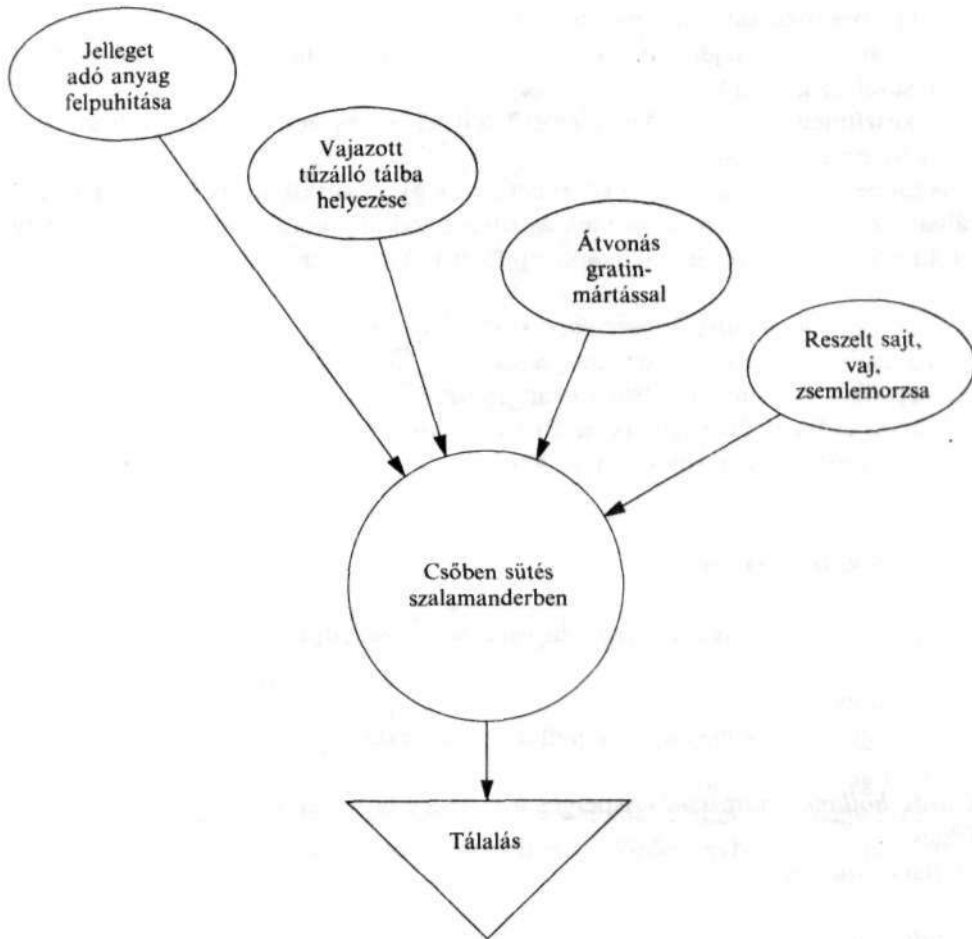 Jelleget
adó anyag
felpuhítása
Vajazott
tűzálló tálba
helyezése
Átvonás
gratin-
mártással
Reszelt sajt,
vaj,
zsemlemorzsa
Csőben sütés
szalamanderben
Tálalás